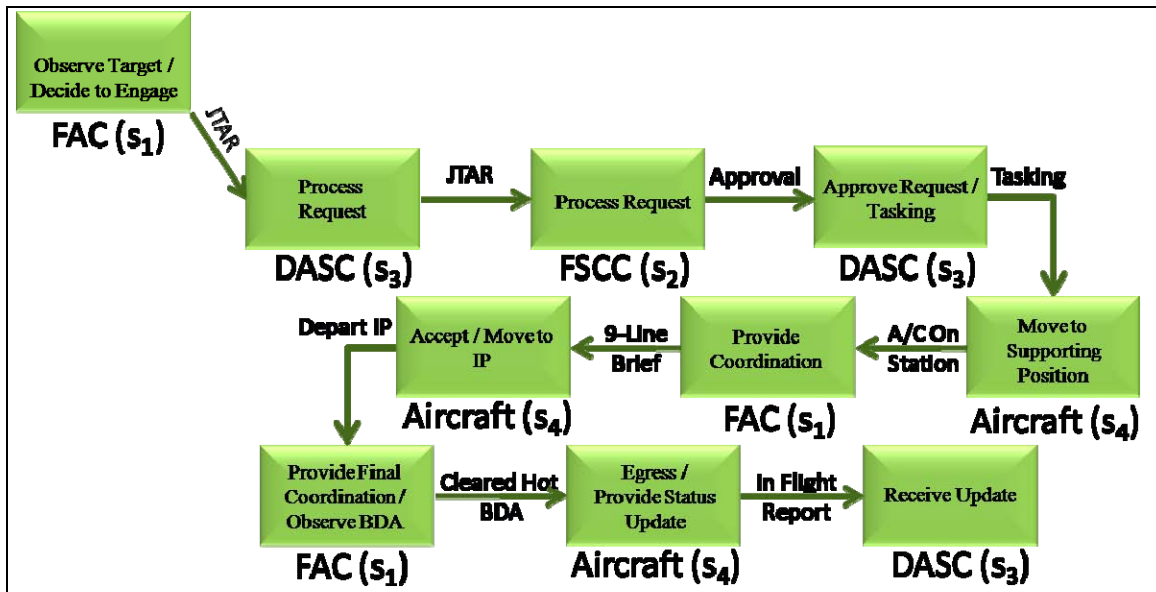 Observe Target /
Decide to Engage
FAC (s1)
JTAR
Process
Request
DASC (s3)
JTAR
Process Request
FSCC (s2)
Approval
Approve Request /
Tasking
DASC (s3)
Tasking
Move to
Supporting
Position
Aircraft (s4)
A/C On
Station
Provide
Coordination
FAC (s1)
9-Line
Brief
Accept / Move to
IP
Aircraft (s4)
Depart IP
Provide Final
Coordination /
Observe BDA
FAC (s1)
Cleared Hot
BDA
Egress /
Provide Status
Update
Aircraft (s4)
In Flight
Report
Receive Update
DASC (s3)